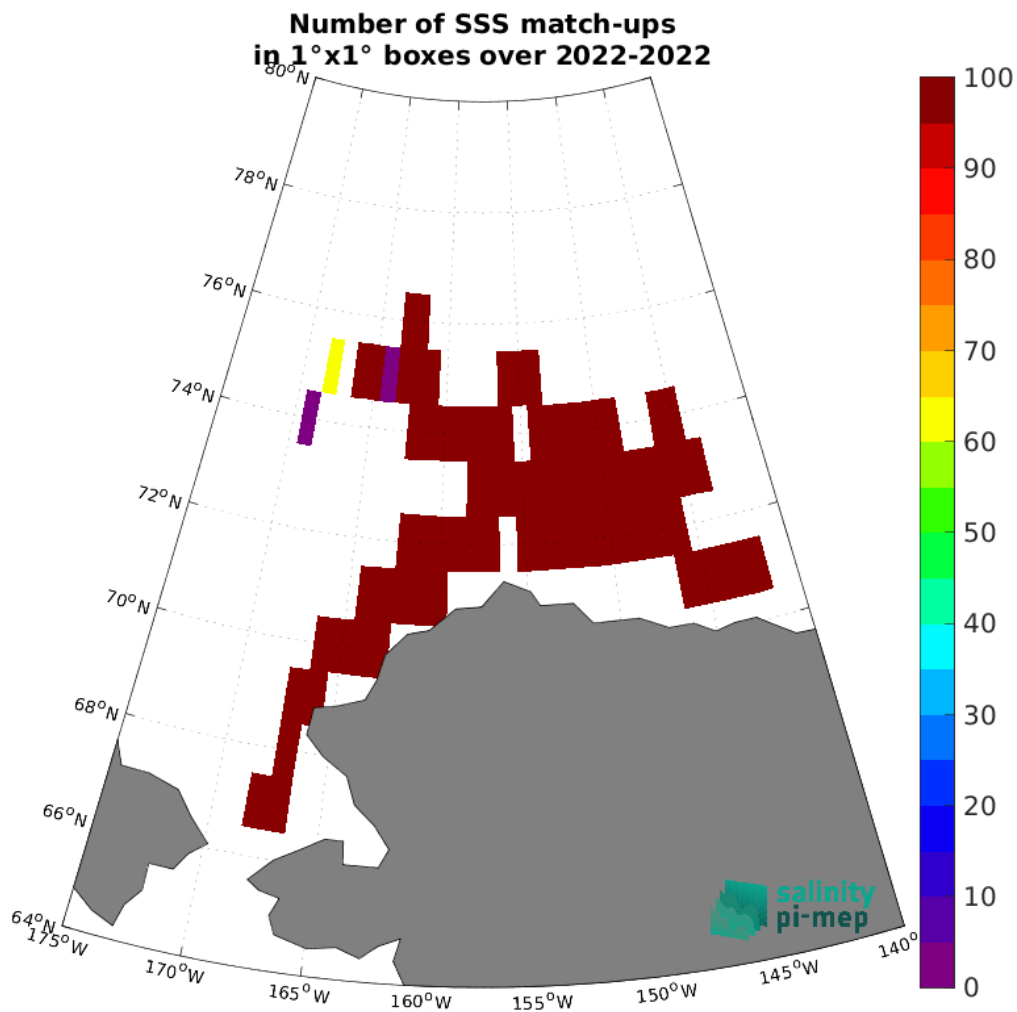 Number of SSS match-ups
in 1°x1° boxes over 2022-2022
80°N
78°N
76°N
74°N
72°N
70°N
68°N
66°N
64°N
175°W
170°W
165°W
160°W
155°W
150°W
145°W
140°
100
90
80
70
60
50
40
30
20
10
0
salinity
pi-mep